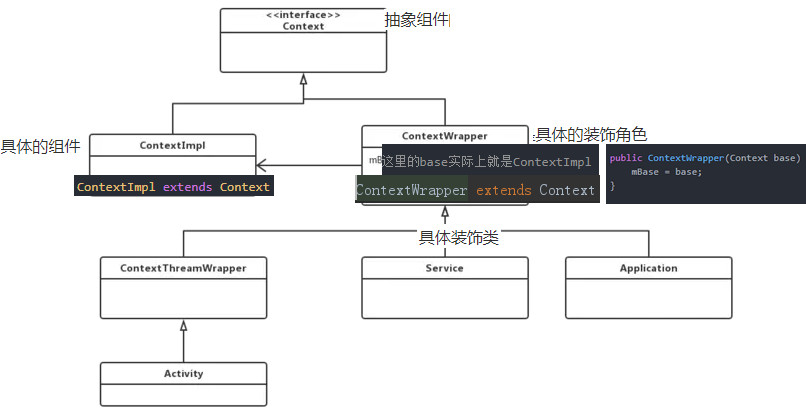 <<interface>>
Context
抽象组件
具体的组件
ContextImpl
ContextImpl extends Context
ContextWrapper
具体的装饰角色
这里的base实际上就是ContextImpl
ContextWrapper extends Context
public ContextWrapper(Context base)
mBase = base;
}
具体装饰类
ContextThreamWrapper
Service
Application
Activity